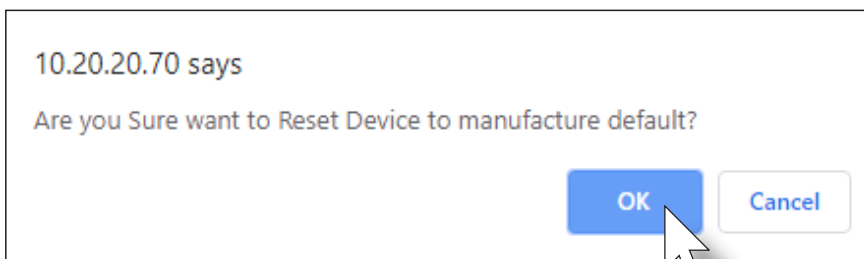 10.20.20.70 says
Are you Sure want to Reset Device to manufacture default?
OK Cancel